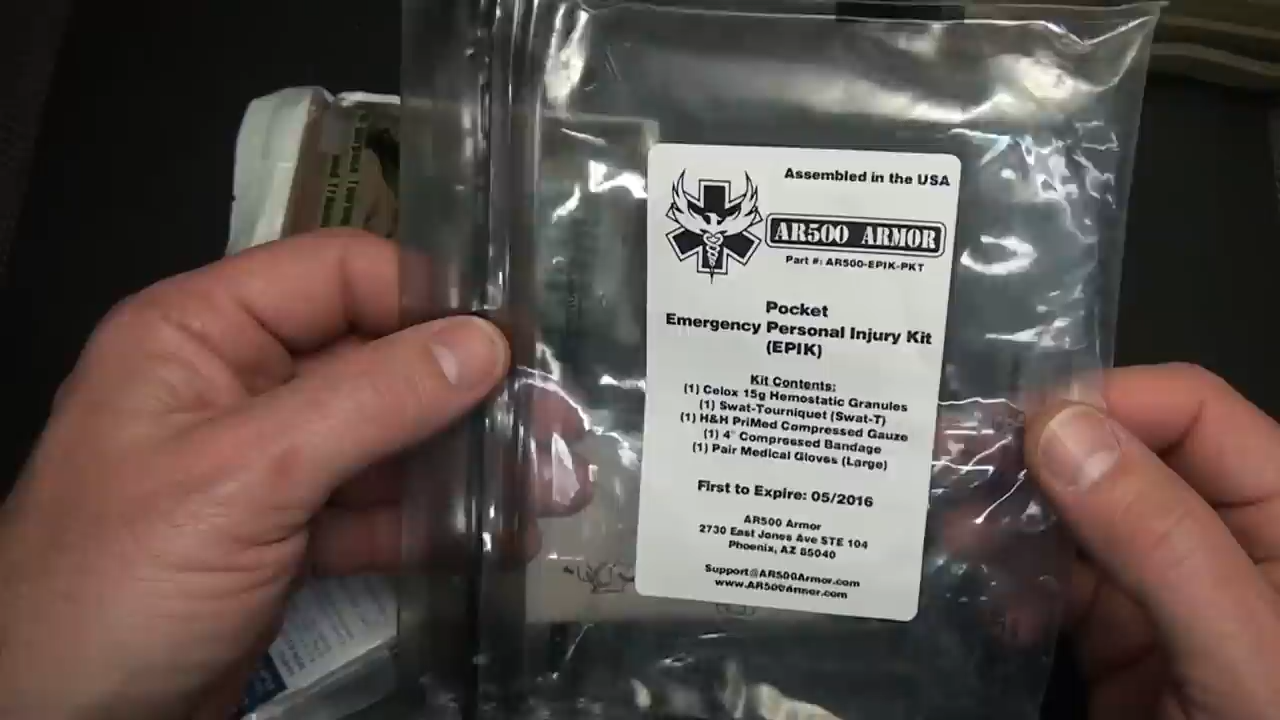 Assembled in the USA
AR500 ARMOR
Part #: AR500-EPIK-PKT
Pocket
Emergency Personal Injury Kit
(EPIK)
Kit Contents:
(1) Celox 15g Hemostatic Granules
(1) Swat-Tourniquet (Swat-T)
(1) H&H PriMed Compressed Gauze
(1) 4" Compressed Bandage
(1) Pair Medical Gloves (Large)
First to Expire: 05/2016
AR500 Armor
2730 East Jones Ave STE 104
Phoenix, AZ 85040
Support@AR500Armor.com
www.AR500Armor.com